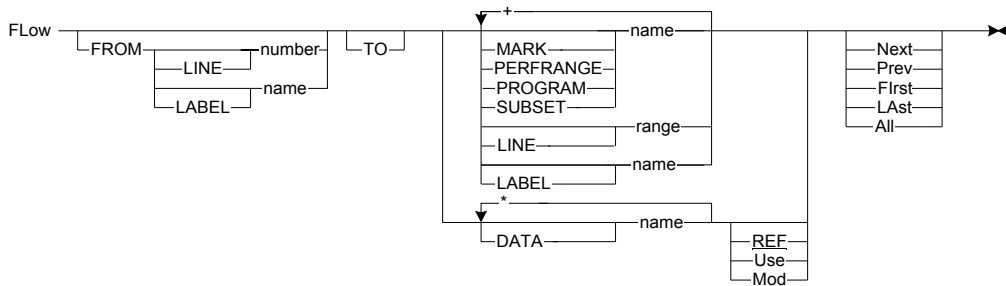 +
FLow name
FROM number TO MARK Next
LINE PERFRANGE Prev
name PROGRAM FIrst
LABEL SUBSET LAst
range All
LINE
name
LABEL
*
name
DATA REF
Use
Mod